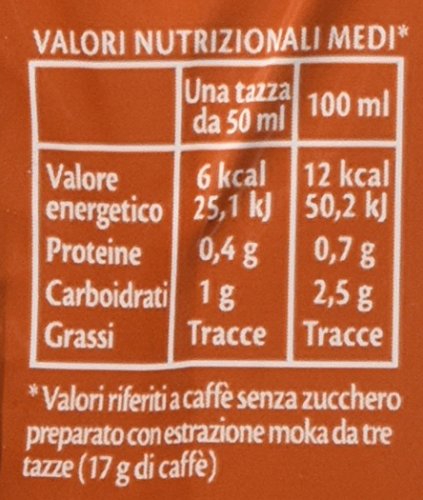 VALORI NUTRIZIONALI MEDI*
Una tazza da 50 ml 100 ml
Valore energetico 6 kcal 25,1 kJ 12 kcal 50,2 kJ
Proteine 0,4 g 0,7 g
Carboidrati 1 g 2,5 g
Grassi Tracce Tracce
*Valori riferiti a caffè senza zucchero
preparato con estrazione moka da tre
tazze (17 g di caffè)